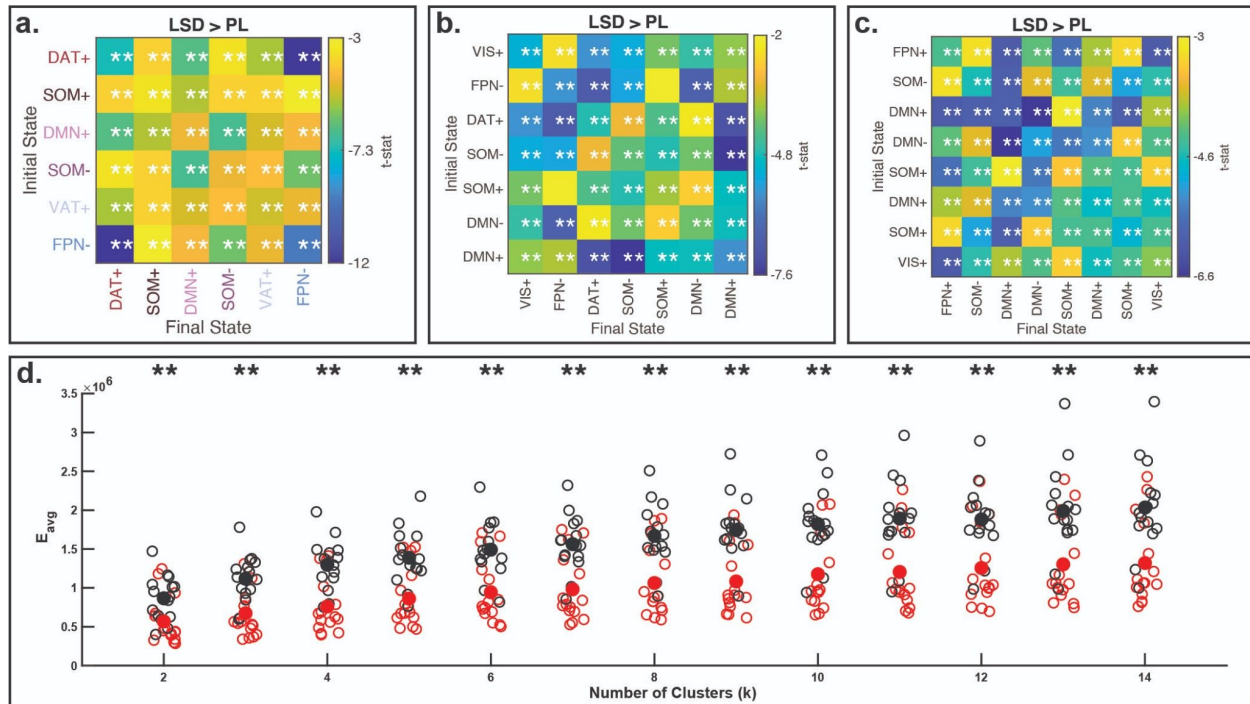 a.
LSD > PL
DAT+ ** ** ** ** ** **
SOM+ ** ** ** ** ** **
DMN+ ** ** ** ** ** **
SOM- ** ** ** ** ** **
VAT+ ** ** ** ** ** **
FPN- ** ** ** ** ** **
Initial State
DAT+ SOM+ DMN+ SOM- VAT+ FPN-
Final State
-3
-7.3
-12
t-stat
b.
LSD > PL
VIS+ ** ** ** ** ** ** **
FPN- ** ** ** ** ** **
DAT+ ** ** ** ** ** ** **
SOM- ** ** ** ** ** ** **
SOM+ ** ** ** ** ** **
DMN- ** ** ** ** ** ** **
DMN+ ** ** ** ** ** ** **
Initial State
VIS+ FPN- DAT+ SOM- SOM+ DMN- DMN+
Final State
-2
-4.8
-7.6
t-stat
c.
LSD > PL
FPN+ ** ** ** ** ** ** ** **
SOM- ** ** ** ** ** ** ** **
DMN+ ** ** ** ** ** ** ** **
DMN- ** ** ** ** ** ** ** **
SOM+ ** ** ** ** ** ** ** **
DMN+ ** ** ** ** ** ** ** **
SOM+ ** ** ** ** ** ** ** **
VIS+ ** ** ** ** ** ** ** **
Initial State
FPN+ SOM- DMN+ DMN- SOM+ DMN+ SOM+ VIS+
Final State
-3
-4.6
-6.6
t-stat
d.
** ** ** ** ** ** ** ** ** ** ** ** **
×10⁶
3.5
3
2.5
2
1.5
1
0.5
0
E_avg
2 4 6 8 10 12 14
Number of Clusters (k)